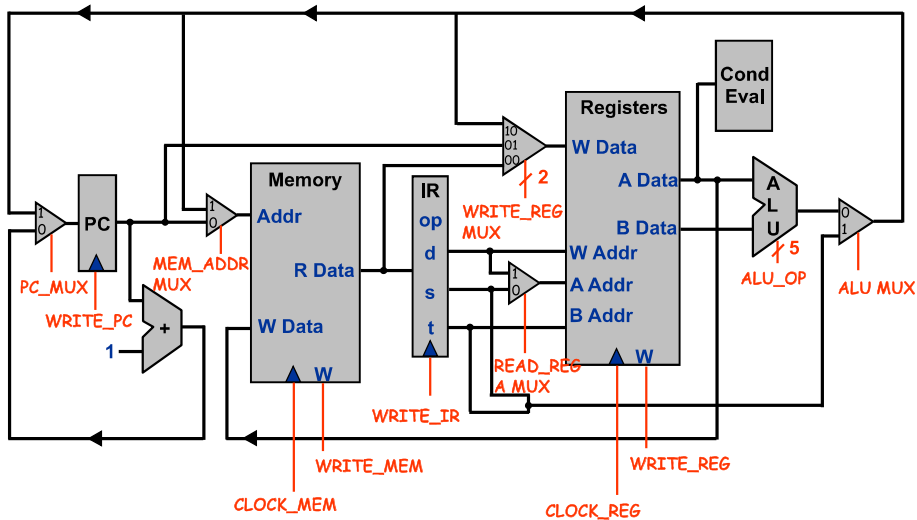 Cond
Eval
Registers
10
01
00
W Data
Memory
IR
A Data
A
L
U
op
2
1
0
PC
1
0
Addr
WRITE_REG
MUX
B Data
0
1
d
W Addr
5
MEM_ADDR
MUX
R Data
1
0
ALU_OP
PC_MUX
s
A Addr
ALU MUX
WRITE_PC
B Addr
+
W Data
t
1
W
READ_REG
A MUX
W
WRITE_IR
WRITE_MEM
WRITE_REG
CLOCK_MEM
CLOCK_REG